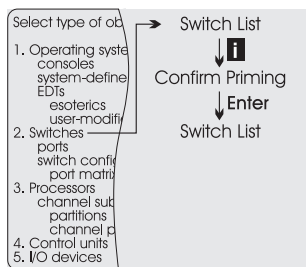 Select type of ob
1. Operating syste
consoles
system-define
EDTs
esoterics
user-modifi
2. Switches
ports
switch config
port matri
3. Processors
channel sub
partitions
channel p
4. Control units
5. I/O devices
Switch List
i
Confirm Priming
Enter
Switch List